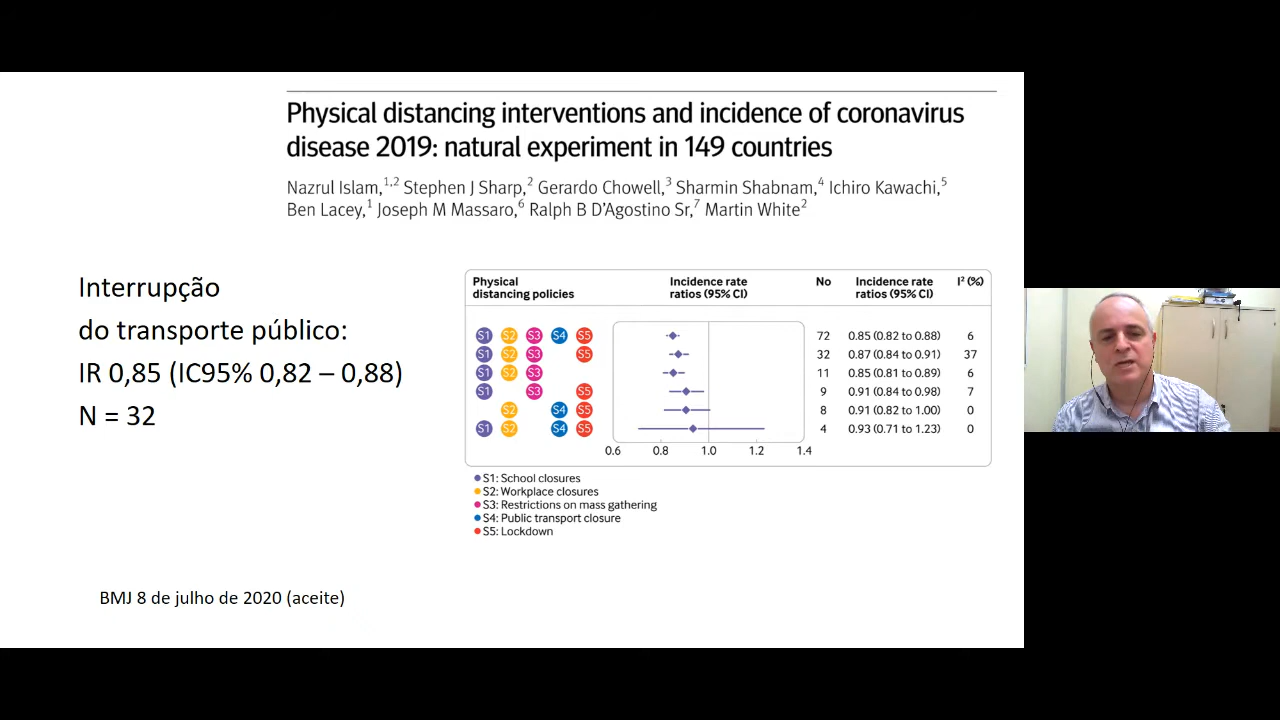 Physical distancing interventions and incidence of coronavirus
disease 2019: natural experiment in 149 countries
Nazrul Islam,1,2 Stephen J Sharp,2 Gerardo Chowell,3 Sharmin Shabnam,4 Ichiro Kawachi,5
Ben Lacey,1 Joseph M Massaro,6 Ralph B D'Agostino Sr,7 Martin White2
Interrupção
do transporte público:
IR 0,85 (IC95% 0,82 – 0,88)
N = 32
Physical distancing policies Incidence rate ratios (95% CI) No Incidence rate ratios (95% CI) I² (%)
S1 S2 S3 S4 S5 72 0.85 (0.82 to 0.88) 6
S1 S2 S3 S5 32 0.87 (0.84 to 0.91) 37
S1 S2 S3 11 0.85 (0.81 to 0.89) 6
S1 S3 S5 9 0.91 (0.84 to 0.98) 7
S2 S4 S5 8 0.91 (0.82 to 1.00) 0
S1 S2 S4 S5 4 0.93 (0.71 to 1.23) 0
0.6 0.8 1.0 1.2 1.4
S1: School closures
S2: Workplace closures
S3: Restrictions on mass gathering
S4: Public transport closure
S5: Lockdown
BMJ 8 de julho de 2020 (aceite)